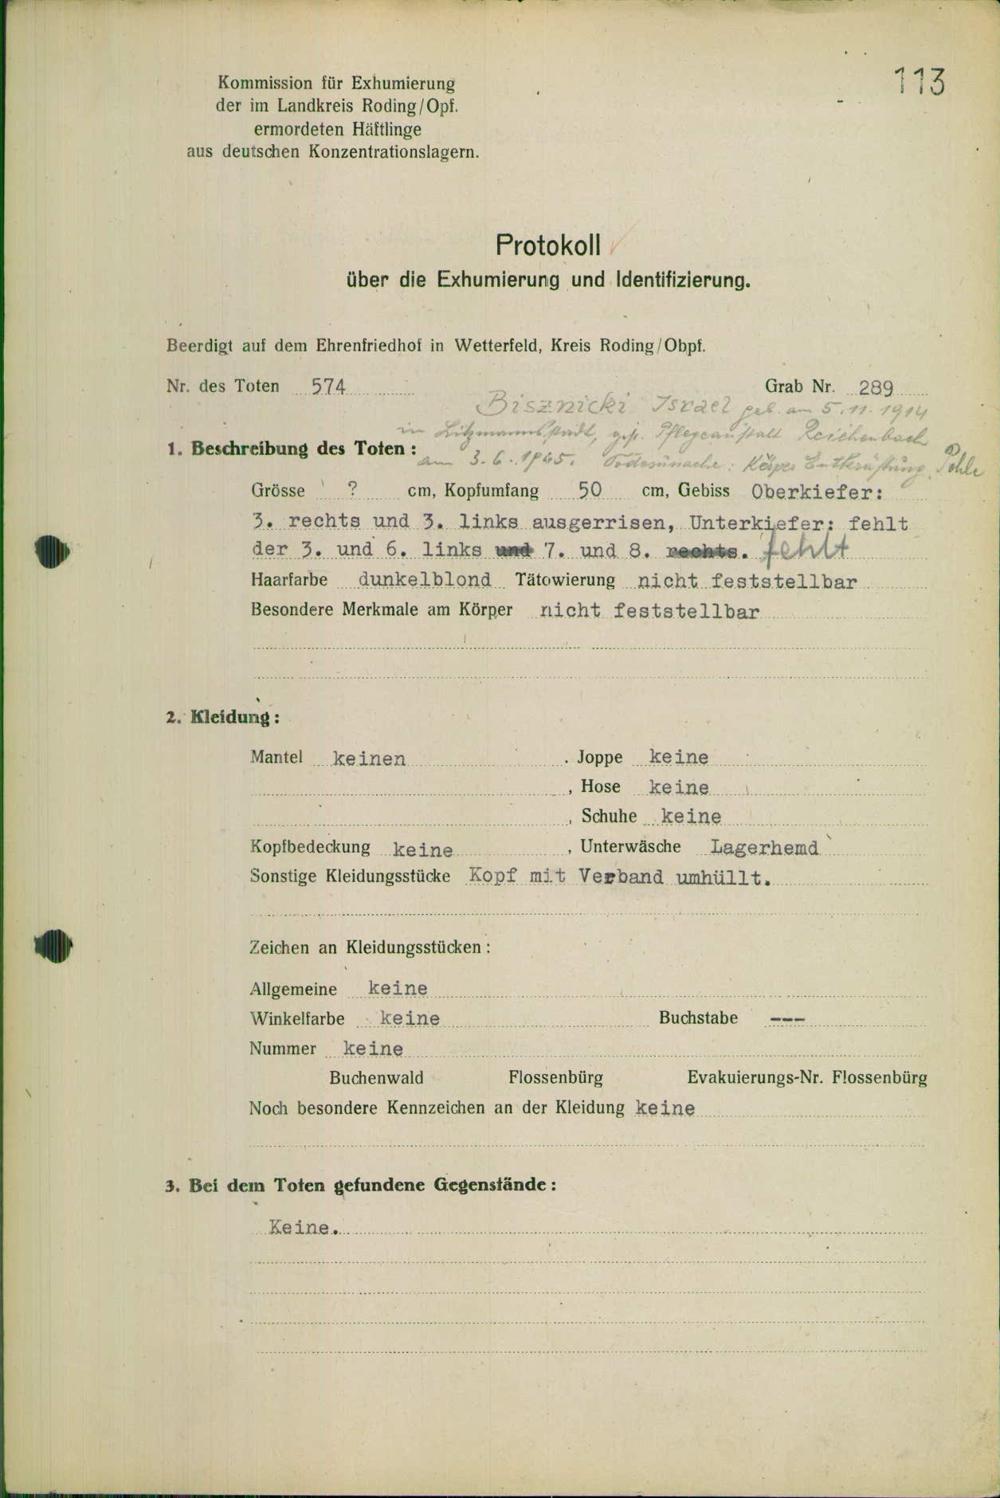 113
Kommission für Exhumierung
der im Landkreis Roding/Opf.
ermordeten Häftlinge
aus deutschen Konzentrationslagern.
Protokoll
über die Exhumierung und Identifizierung.
Beerdigt auf dem Ehrenfriedhof in Wetterfeld, Kreis Roding/Obpf.
Nr. des Toten 574 Grab Nr. 289
Bisznicki Israel geb. am 5.11.1914
in Litzmannstadt, Pflegeanstalt Reichenbach
am 3.6.1945. Todesursache: Entkräftung
1. Beschreibung des Toten:
Grösse ? cm, Kopfumfang 50 cm, Gebiss Oberkiefer:
3. rechts und 3. links ausgerrisen, Unterkiefer: fehlt
der 3. und 6. links und 7. und 8. rechts. fehlt
Haarfarbe dunkelblond Tätowierung nicht feststellbar
Besondere Merkmale am Körper nicht feststellbar
2. Kleidung:
Mantel keinen . Joppe keine
, Hose keine
, Schuhe keine
Kopfbedeckung keine , Unterwäsche Lagerhemd
Sonstige Kleidungsstücke Kopf mit Verband umhüllt.
Zeichen an Kleidungsstücken:
Allgemeine keine
Winkelfarbe keine Buchstabe ---
Nummer keine
Buchenwald Flossenbürg Evakuierungs-Nr. Flossenbürg
Noch besondere Kennzeichen an der Kleidung keine
3. Bei dem Toten gefundene Gegenstände:
Keine.